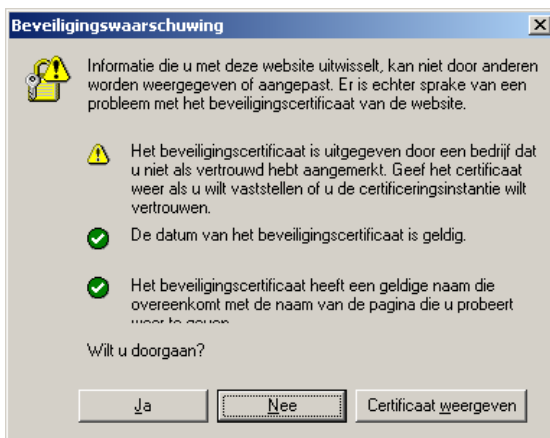 Beveiligingswaarschuwing
Informatie die u met deze website uitwisselt, kan niet door anderen
worden weergegeven of aangepast. Er is echter sprake van een
probleem met het beveiligingscertificaat van de website.
Het beveiligingscertificaat is uitgegeven door een bedrijf dat
u niet als vertrouwd hebt aangemerkt. Geef het certificaat
weer als u wilt vaststellen of u de certificeringsinstantie wilt
vertrouwen.
De datum van het beveiligingscertificaat is geldig.
Het beveiligingscertificaat heeft een geldige naam die
overeenkomt met de naam van de pagina die u probeert
weer te geven.
Wilt u doorgaan?
Ja
Nee
Certificaat weergeven